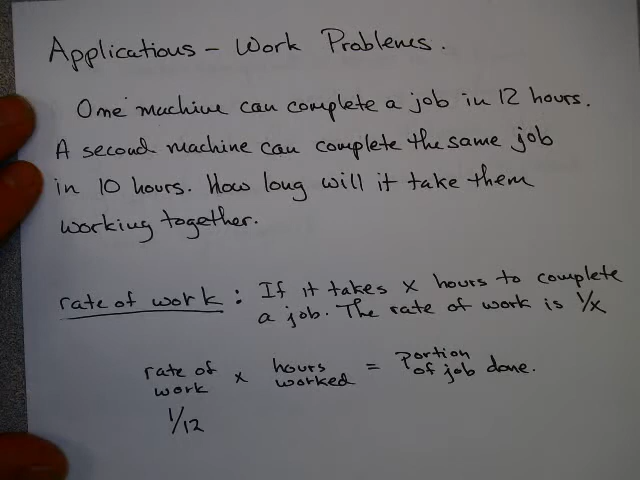 Applications - Work Problems.
One machine can complete a job in 12 hours.
A second machine can complete the same job
in 10 hours. How long will it take them
working together.
rate of work : If it takes x hours to complete
a job. The rate of work is 1/x
rate of work x hours worked = portion of job done.
1/12